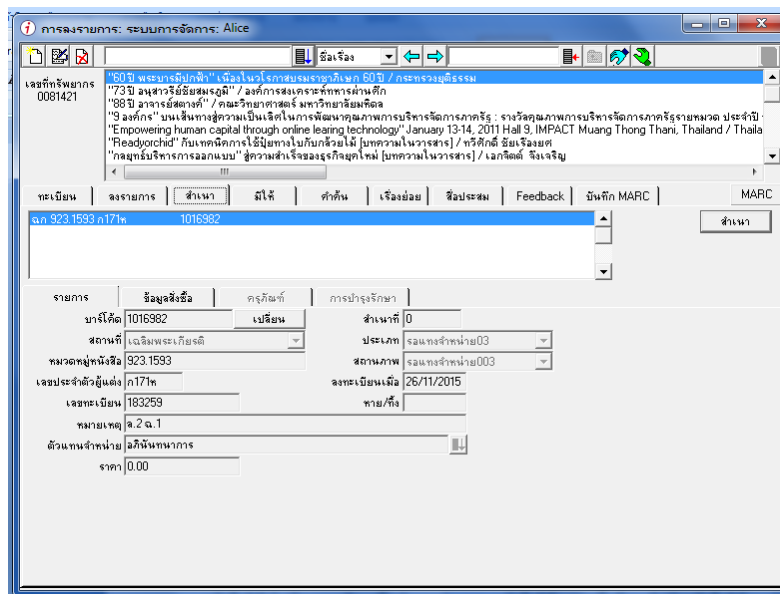 การลงรายการ: ระบบการจัดการ: Alice
ชื่อเรื่อง
เลขที่ทรัพยากร
0081421
"60 ปี พระบารมีปกฟ้า" เนื่องในวโรกาสบรมราชาภิเษก 60 ปี / กระทรวงยุติธรรม
"73 ปี อนุสาวรีย์ชัยสมรภูมิ" / องค์การสงเคราะห์ทหารผ่านศึก
"88 ปี อาจารย์สตางค์" / คณะวิทยาศาสตร์ มหาวิทยาลัยมหิดล
"9 องค์กร" บนเส้นทางสู่ความเป็นเลิศในการพัฒนาคุณภาพการบริหารจัดการภาครัฐ : รางวัลคุณภาพการบริหารจัดการภาครัฐรายหมวด ประจำปี
"Empowering human capital through online learing technology" January 13-14, 2011 Hall 9, IMPACT Muang Thong Thani, Thailand / Thaila
"Readyorchid" กับเทคนิคการใช้ปุ๋ยทางใบกับกล้วยไม้ [บทความในวารสาร] / ทวีศักดิ์ ชัยเรืองยศ
"กลยุทธ์บริหารการออกแบบ" สู่ความสำเร็จของธุรกิจยุคใหม่ [บทความในวารสาร] / เอกจิตต์ จึงเจริญ
ทะเบียน ลงรายการ สำเนา มีให้ คำค้น เรื่องย่อย สื่อประสม Feedback บันทึก MARC MARC
ฉก 923.1593 ก171ห 1016982 สำเนา
รายการ ข้อมูลสั่งซื้อ ครุภัณฑ์ การบำรุงรักษา
บาร์โค้ด 1016982 เปลี่ยน สำเนาที่ 0
สถานที่ เฉลิมพระเกียรติ ประเภท รอแทงจำหน่าย03
หมวดหมู่หนังสือ 923.1593 สถานภาพ รอแทงจำหน่าย003
เลขประจำตัวผู้แต่ง ก171ห ลงทะเบียนเมื่อ 26/11/2015
เลขทะเบียน 183259 หาย/ทิ้ง
หมายเหตุ ล.2 ฉ.1
ตัวแทนจำหน่าย อภินันทนาการ
ราคา 0.00